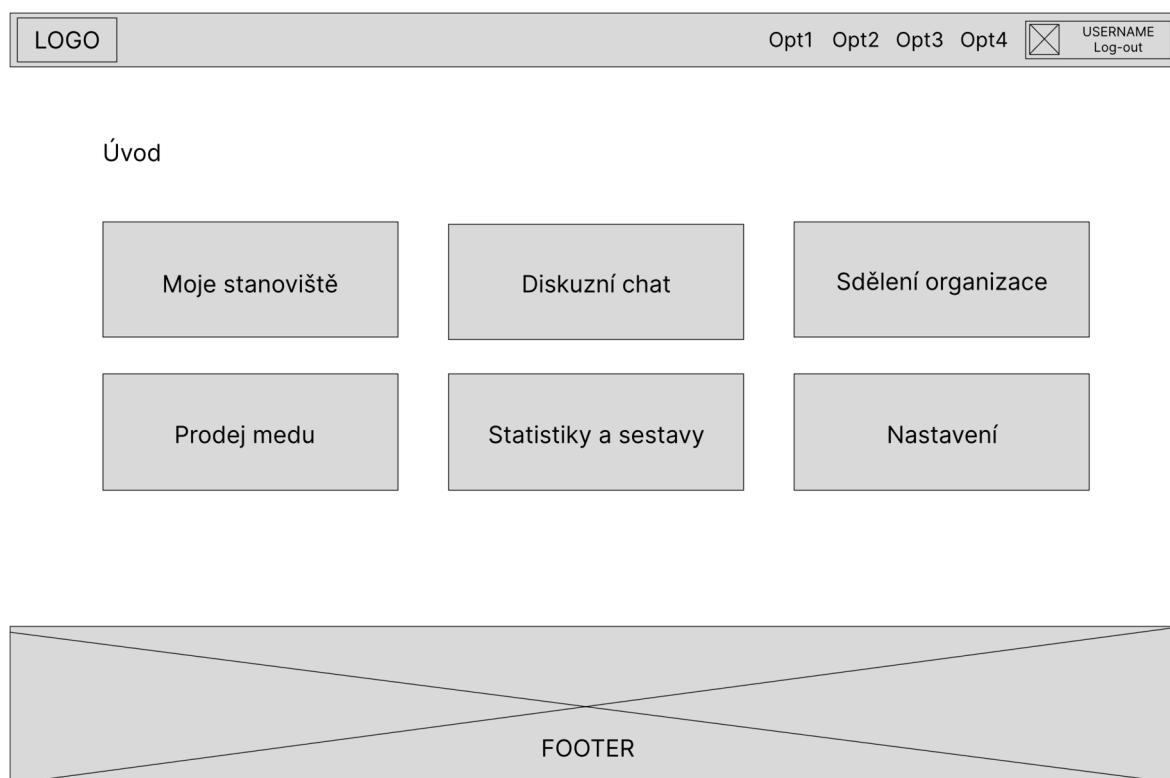 LOGO
Opt1 Opt2 Opt3 Opt4
USERNAME
Log-out
Úvod
Moje stanoviště
Diskuzní chat
Sdělení organizace
Prodej medu
Statistiky a sestavy
Nastavení
FOOTER